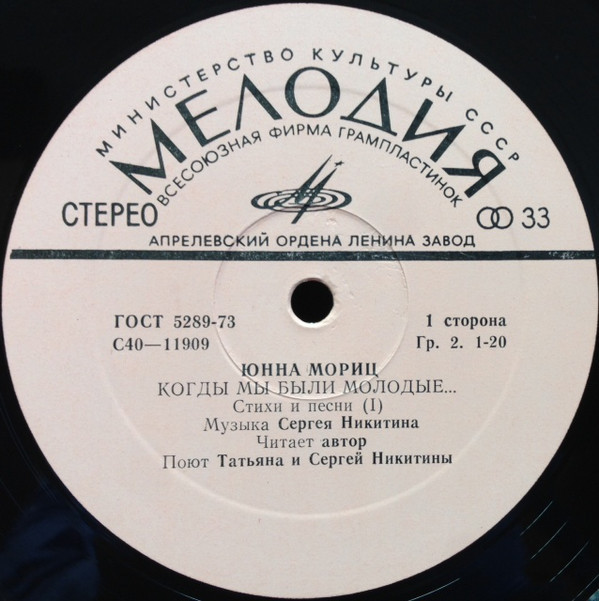 МИНИСТЕРСТВО КУЛЬТУРЫ СССР
МЕЛОДИЯ
ВСЕСОЮЗНАЯ ФИРМА ГРАМПЛАСТИНОК
СТЕРЕО
33
АПРЕЛЕВСКИЙ ОРДЕНА ЛЕНИНА ЗАВОД
ГОСТ 5289-73
1 сторона
С40—11909
Гр. 2. 1-20
ЮННА МОРИЦ
КОГДЫ МЫ БЫЛИ МОЛОДЫЕ...
Стихи и песни (I)
Музыка Сергея Никитина
Читает автор
Поют Татьяна и Сергей Никитины